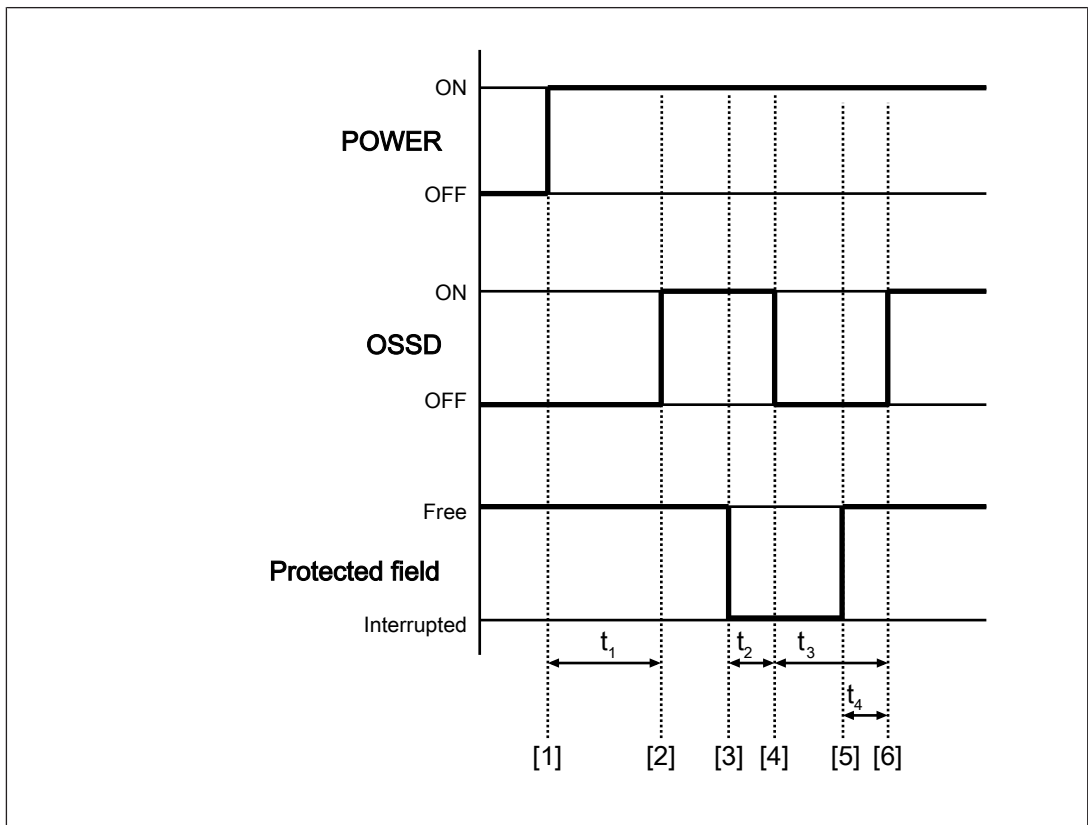 ON
POWER
OFF
ON
OSSD
OFF
Free
Protected field
Interrupted
t₁ t₂ t₃
t₄
[1] [2] [3] [4] [5] [6]